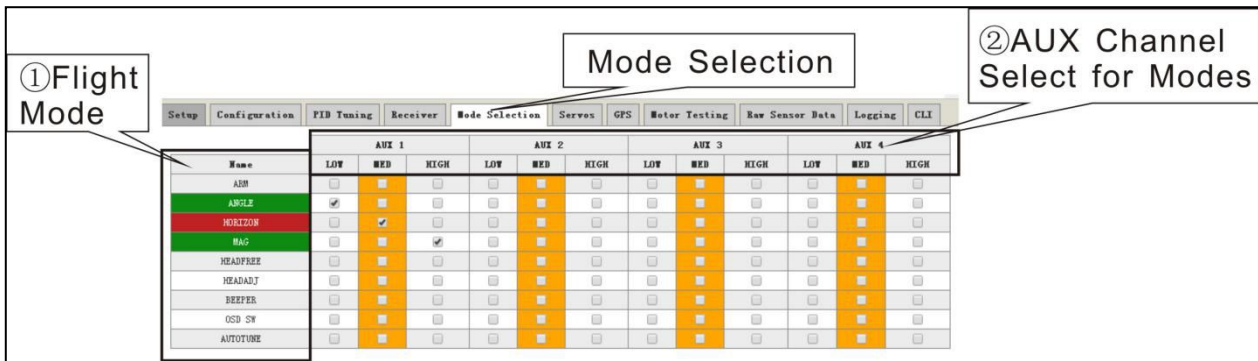 ①Flight
Mode
Mode Selection
②AUX Channel
Select for Modes
Setup Configuration PID Tuning Receiver Mode Selection Servos GPS Motor Testing Raw Sensor Data Logging CLI
AUX 1 AUX 2 AUX 3 AUX 4
Name LOW MED HIGH LOW MED HIGH LOW MED HIGH LOW MED HIGH
ARM
ANGLE
HORIZON
MAG
HEADFREE
HEADADJ
BEEPER
OSD SW
AUTOTUNE